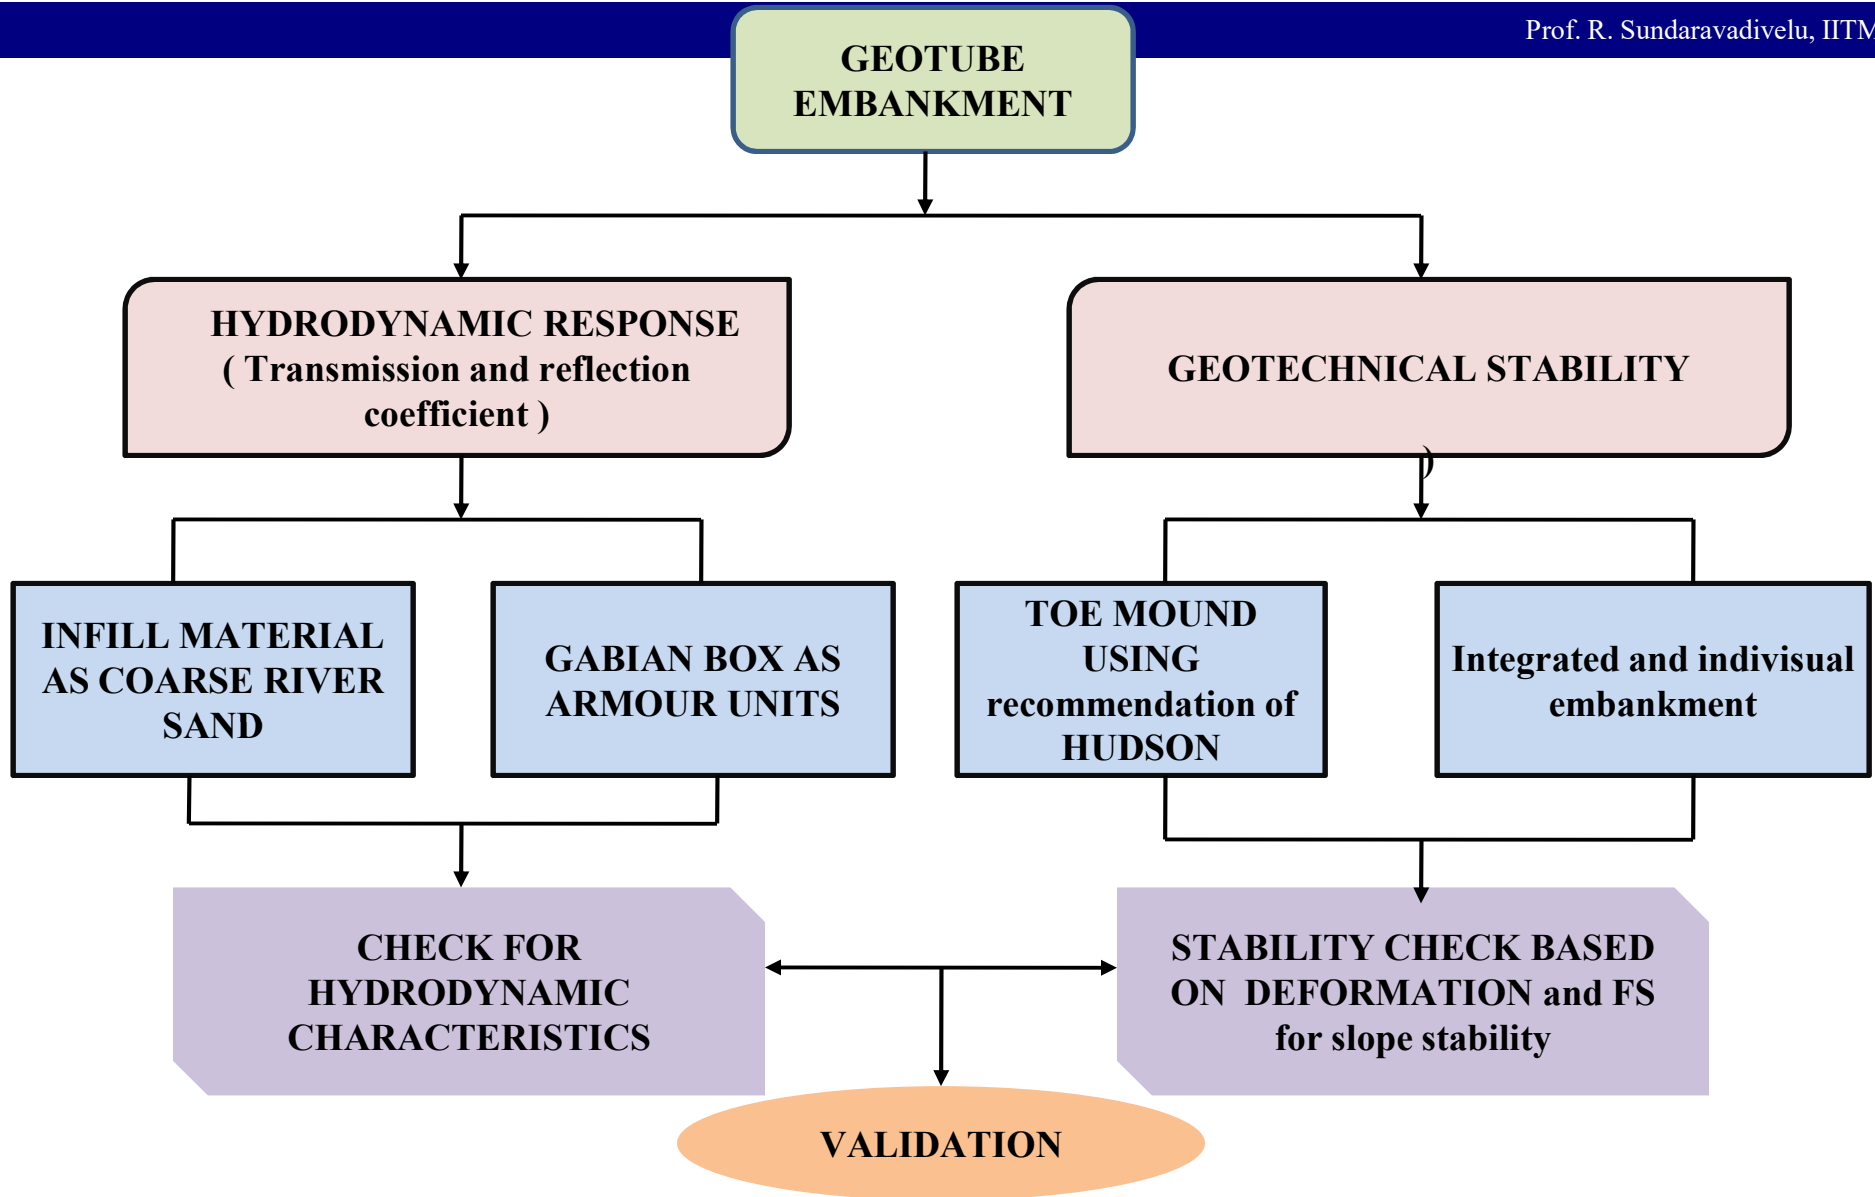 Prof. R. Sundaravadivelu, IITM
GEOTUBE
EMBANKMENT
HYDRODYNAMIC RESPONSE
( Transmission and reflection
coefficient )
GEOTECHNICAL STABILITY
)
INFILL MATERIAL
AS COARSE RIVER
SAND
GABIAN BOX AS
ARMOUR UNITS
TOE MOUND
USING
recommendation of
HUDSON
Integrated and indivisual
embankment
CHECK FOR
HYDRODYNAMIC
CHARACTERISTICS
STABILITY CHECK BASED
ON DEFORMATION and FS
for slope stability
VALIDATION